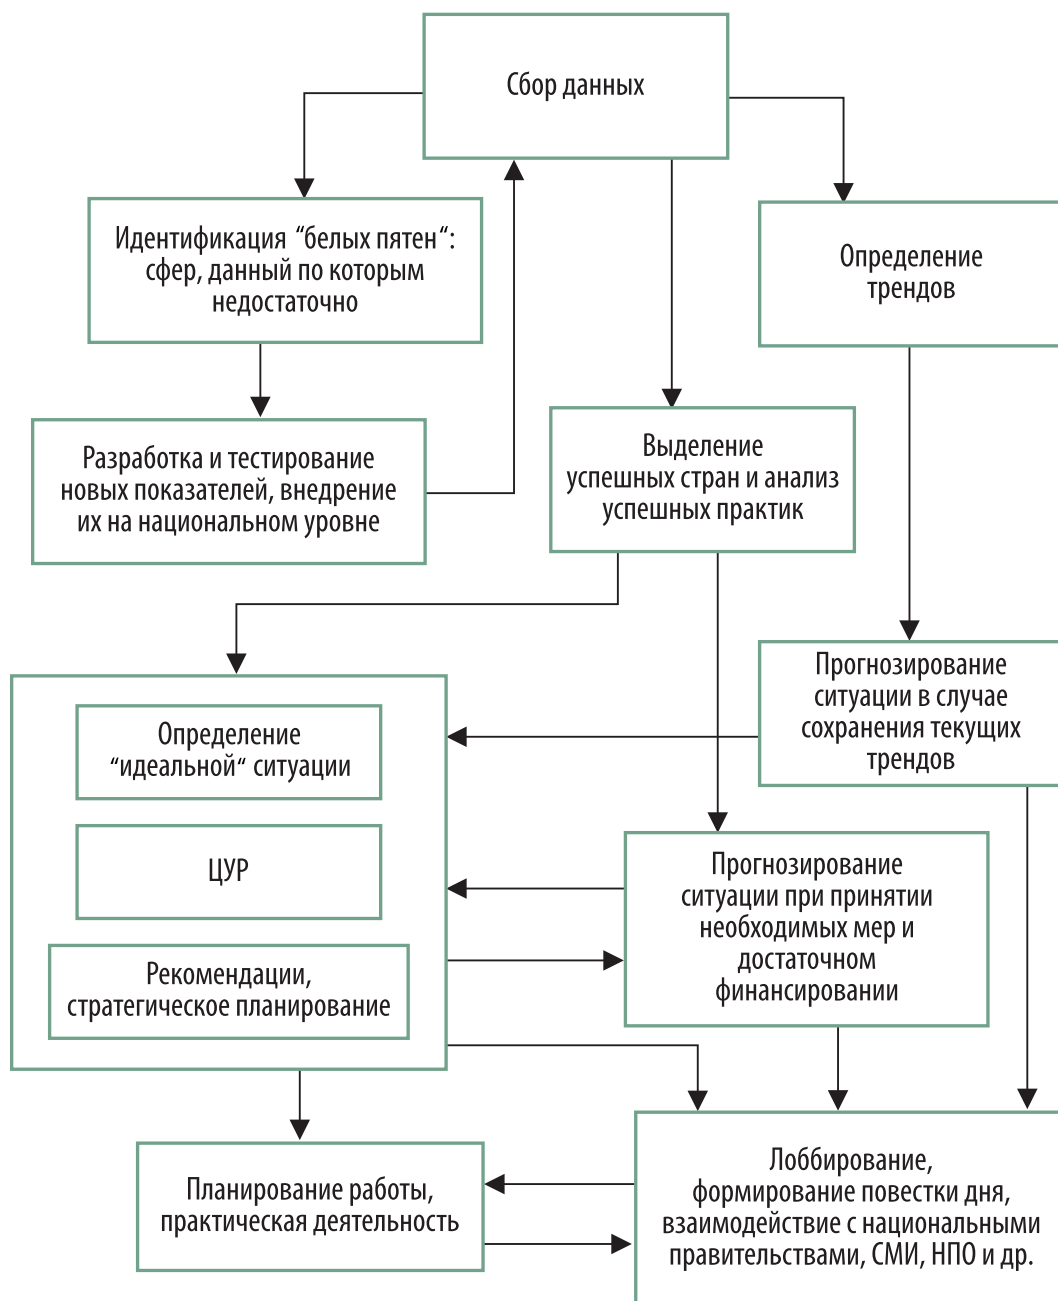 Сбор данных
Идентификация “белых пятен“:
сфер, данный по которым
недостаточно
Определение
трендов
Разработка и тестирование
новых показателей, внедрение
их на национальном уровне
Выделение
успешных стран и анализ
успешных практик
Прогнозирование
ситуации в случае
сохранения текущих
трендов
Определение
“идеальной“ ситуации
ЦУР
Рекомендации,
стратегическое планирование
Прогнозирование
ситуации при принятии
необходимых мер и
достаточном
финансировании
Планирование работы,
практическая деятельность
Лоббирование,
формирование повестки дня,
взаимодействие с национальными
правительствами, СМИ, НПО и др.